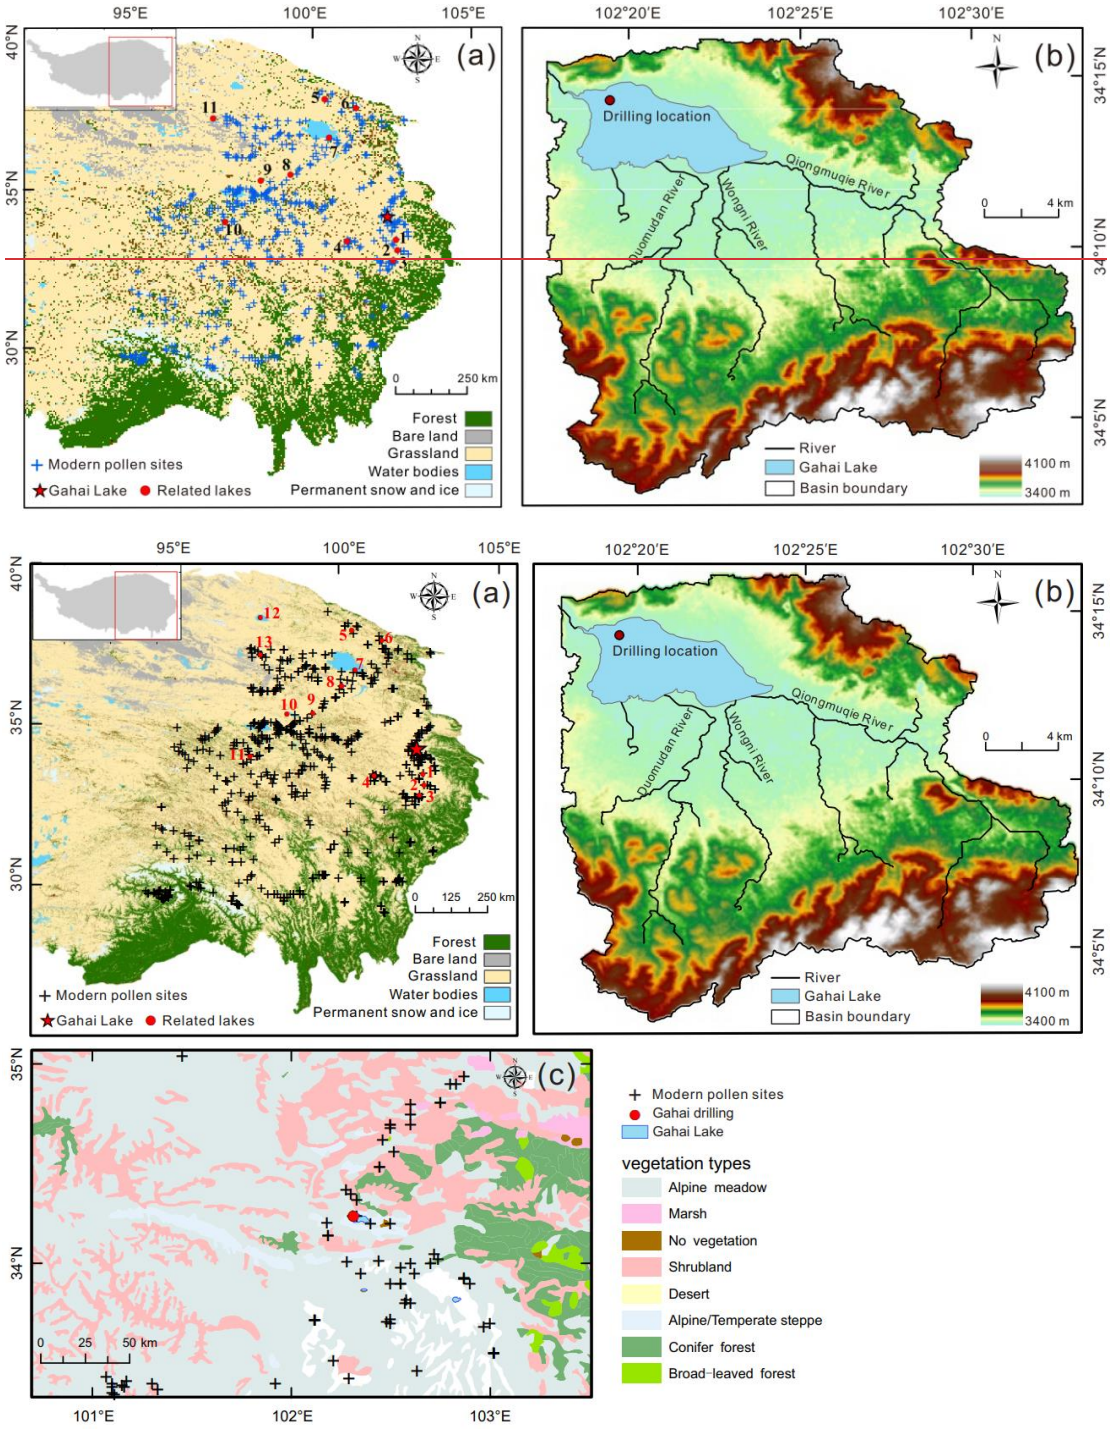 95°E 100°E 105°E
40°N
35°N
30°N
(a)
N
W E
S
11
5
6
7
8
9
10
4
1
2
3
0 250 km
Forest
Bare land
Grassland
Water bodies
Permanent snow and ice
Modern pollen sites
Gahai Lake
Related lakes
102°20'E 102°25'E 102°30'E
34°15'N
34°10'N
34°5'N
(b)
N
Drilling location
Qiongmuqie River
Duomudan River
Wongni River
0 4 km
River
Gahai Lake
Basin boundary
4100 m
3400 m
95°E 100°E 105°E
40°N
35°N
30°N
(a)
N
W E
S
12
13
5
6
7
8
9
10
11
4
1
2
3
0 125 250 km
Forest
Bare land
Grassland
Water bodies
Permanent snow and ice
Modern pollen sites
Gahai Lake
Related lakes
102°20'E 102°25'E 102°30'E
34°15'N
34°10'N
34°5'N
(b)
N
Drilling location
Qiongmuqie River
Duomudan River
Wongni River
0 4 km
River
Gahai Lake
Basin boundary
4100 m
3400 m
35°N
34°N
(c)
N
W E
S
0 25 50 km
101°E 102°E 103°E
Modern pollen sites
Gahai drilling
Gahai Lake
vegetation types
Alpine meadow
Marsh
No vegetation
Shrubland
Desert
Alpine/Temperate steppe
Conifer forest
Broad-leaved forest